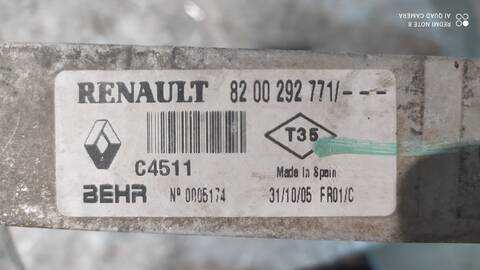 AI QUAD CAMERA
REDMI NOTE 8
RENAULT 82 00 292 771/---
T35
C4511
Made in Spain
BEHR Nº 0005174 31/10/05 FR01/C